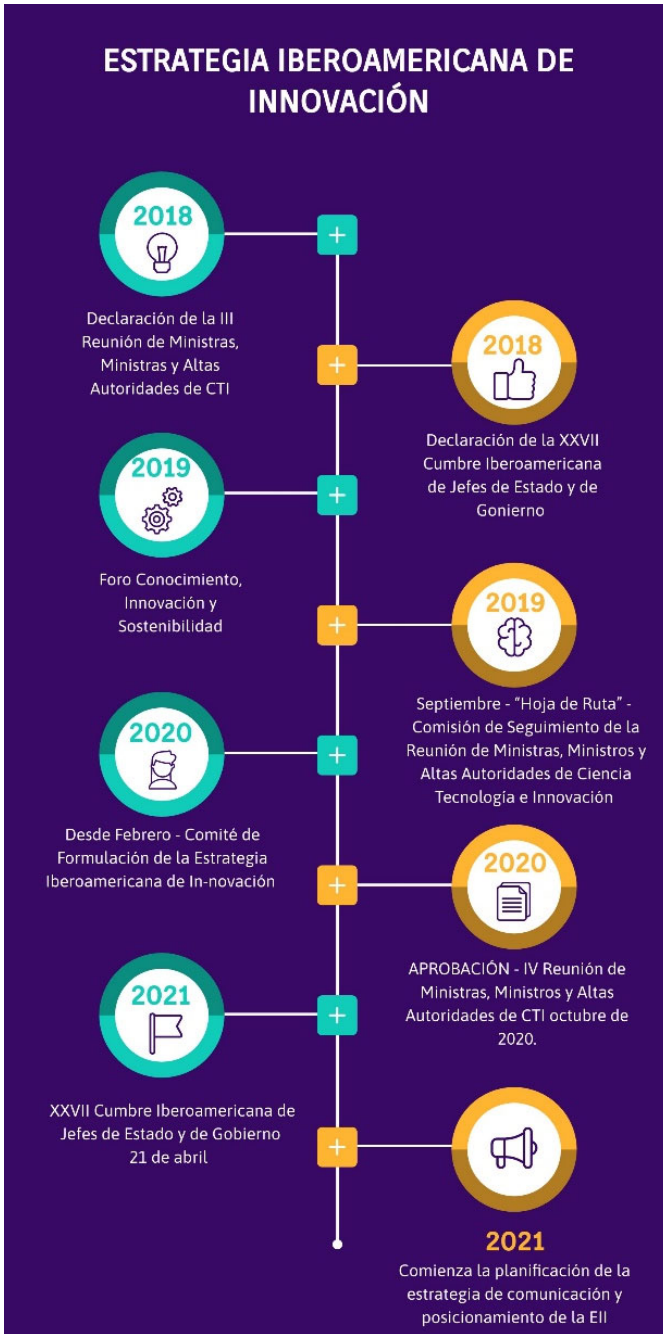 ESTRATEGIA IBEROAMERICANA DE
INNOVACIÓN
2018
Declaración de la III
Reunión de Ministras,
Ministras y Altas
Autoridades de CTI
2018
Declaración de la XXVII
Cumbre Iberoamericana
de Jefes de Estado y de
Gonierno
2019
Foro Conocimiento,
Innovación y
Sostenibilidad
2019
Septiembre - "Hoja de Ruta" -
Comisión de Seguimiento de la
Reunión de Ministras, Ministros y
Altas Autoridades de Ciencia
Tecnología e Innovación
2020
Desde Febrero - Comité de
Formulación de la Estrategia
Iberoamericana de In-novación
2020
APROBACIÓN - IV Reunión de
Ministras, Ministros y Altas
Autoridades de CTI octubre de
2020.
2021
XXVII Cumbre Iberoamericana de
Jefes de Estado y de Gobierno
21 de abril
2021
Comienza la planificación de la
estrategia de comunicación y
posicionamiento de la EII